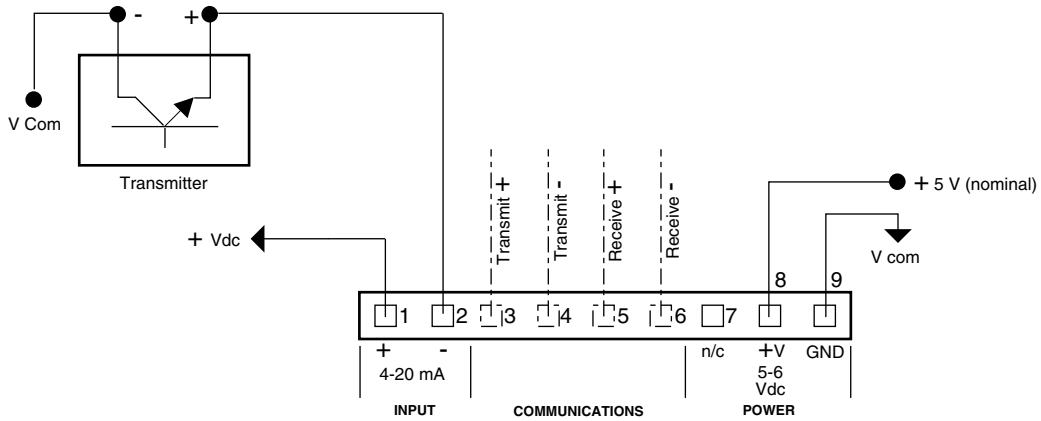 - +
V Com
Transmitter
+ Vdc
Transmit +
Transmit -
Receive +
Receive -
+ 5 V (nominal)
V com
8 9
1 2 3 4 5 6 7
+ - n/c +V GND
4-20 mA 5-6
Vdc
INPUT COMMUNICATIONS POWER